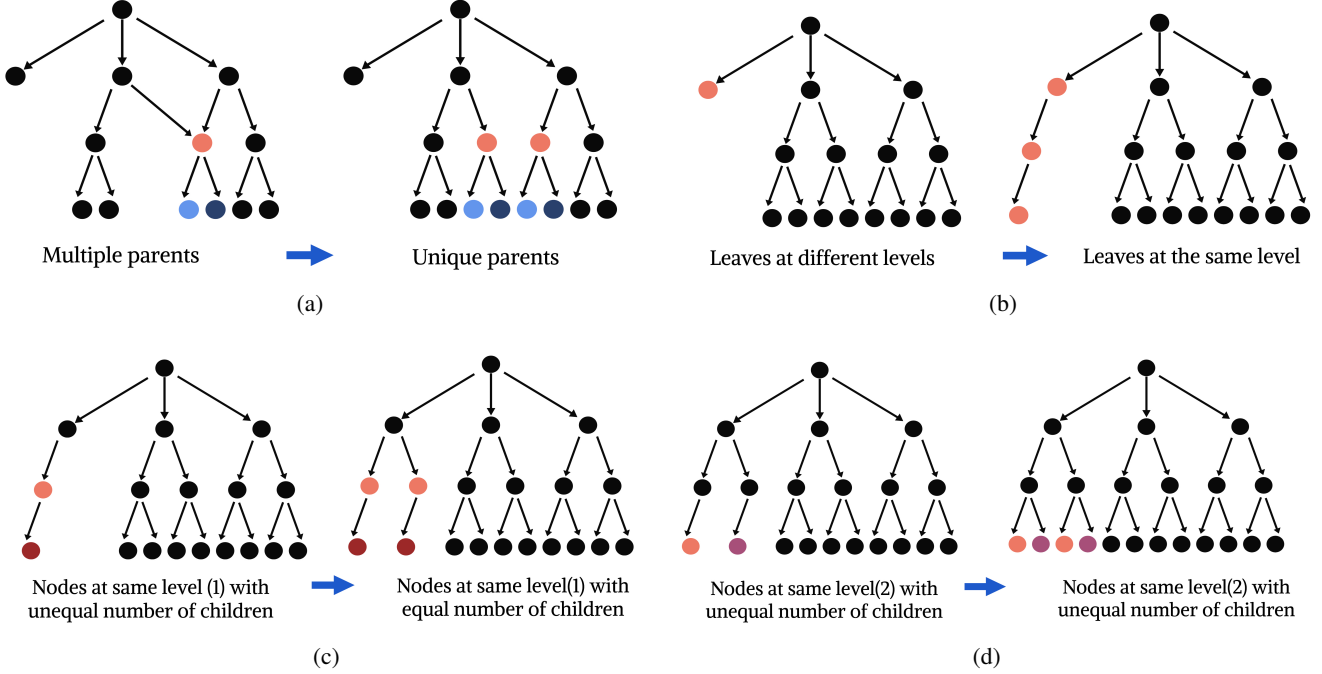 Multiple parents
Unique parents
(a)
Leaves at different levels
Leaves at the same level
(b)
Nodes at same level (1) with
unequal number of children
Nodes at same level(1) with
equal number of children
(c)
Nodes at same level(2) with
unequal number of children
Nodes at same level(2) with
unequal number of children
(d)